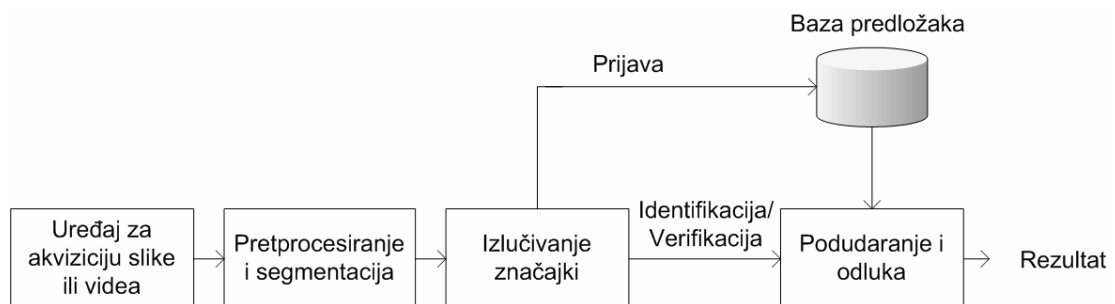 Baza predložaka
Prijava
Uređaj za
akviziciju slike
ili videa
Pretprocesiranje
i segmentacija
Izlučivanje
značajki
Identifikacija/
Verifikacija
Podudaranje i
odluka
Rezultat